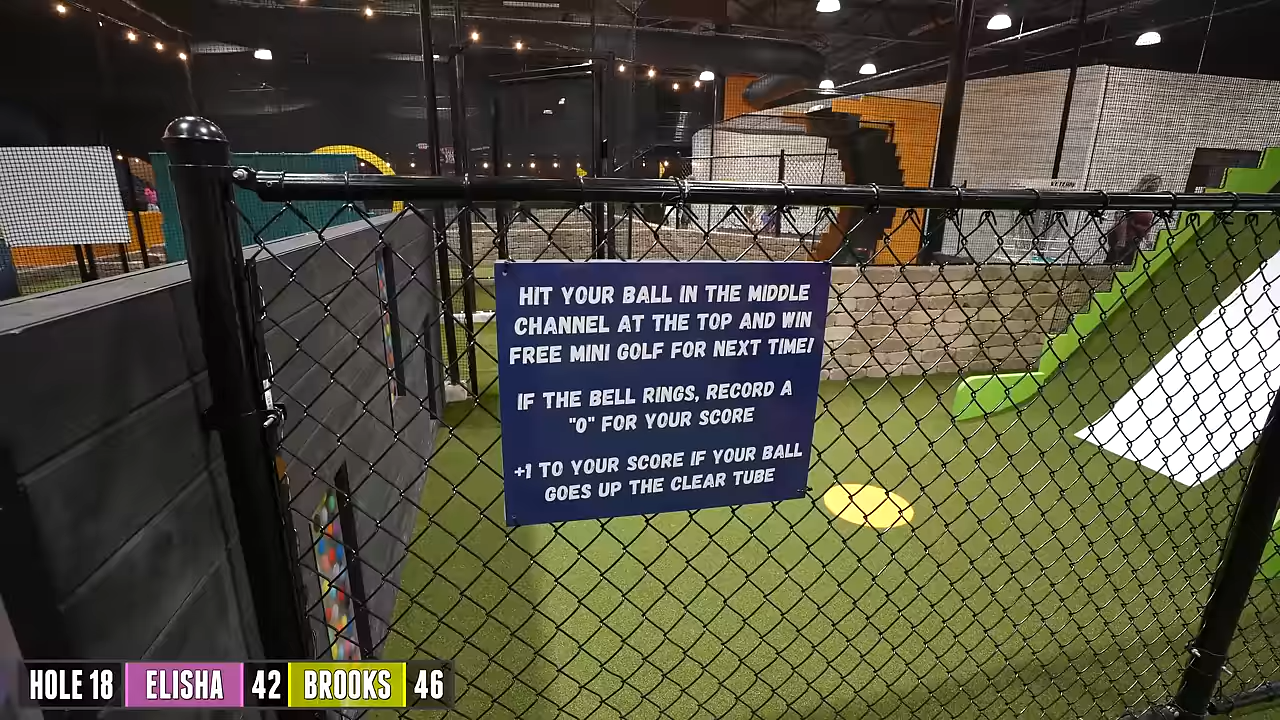 HIT YOUR BALL IN THE MIDDLE
CHANNEL AT THE TOP AND WIN
FREE MINI GOLF FOR NEXT TIME!
IF THE BELL RINGS, RECORD A
"0" FOR YOUR SCORE
+1 TO YOUR SCORE IF YOUR BALL
GOES UP THE CLEAR TUBE
HOLE 18 ELISHA 42 BROOKS 46